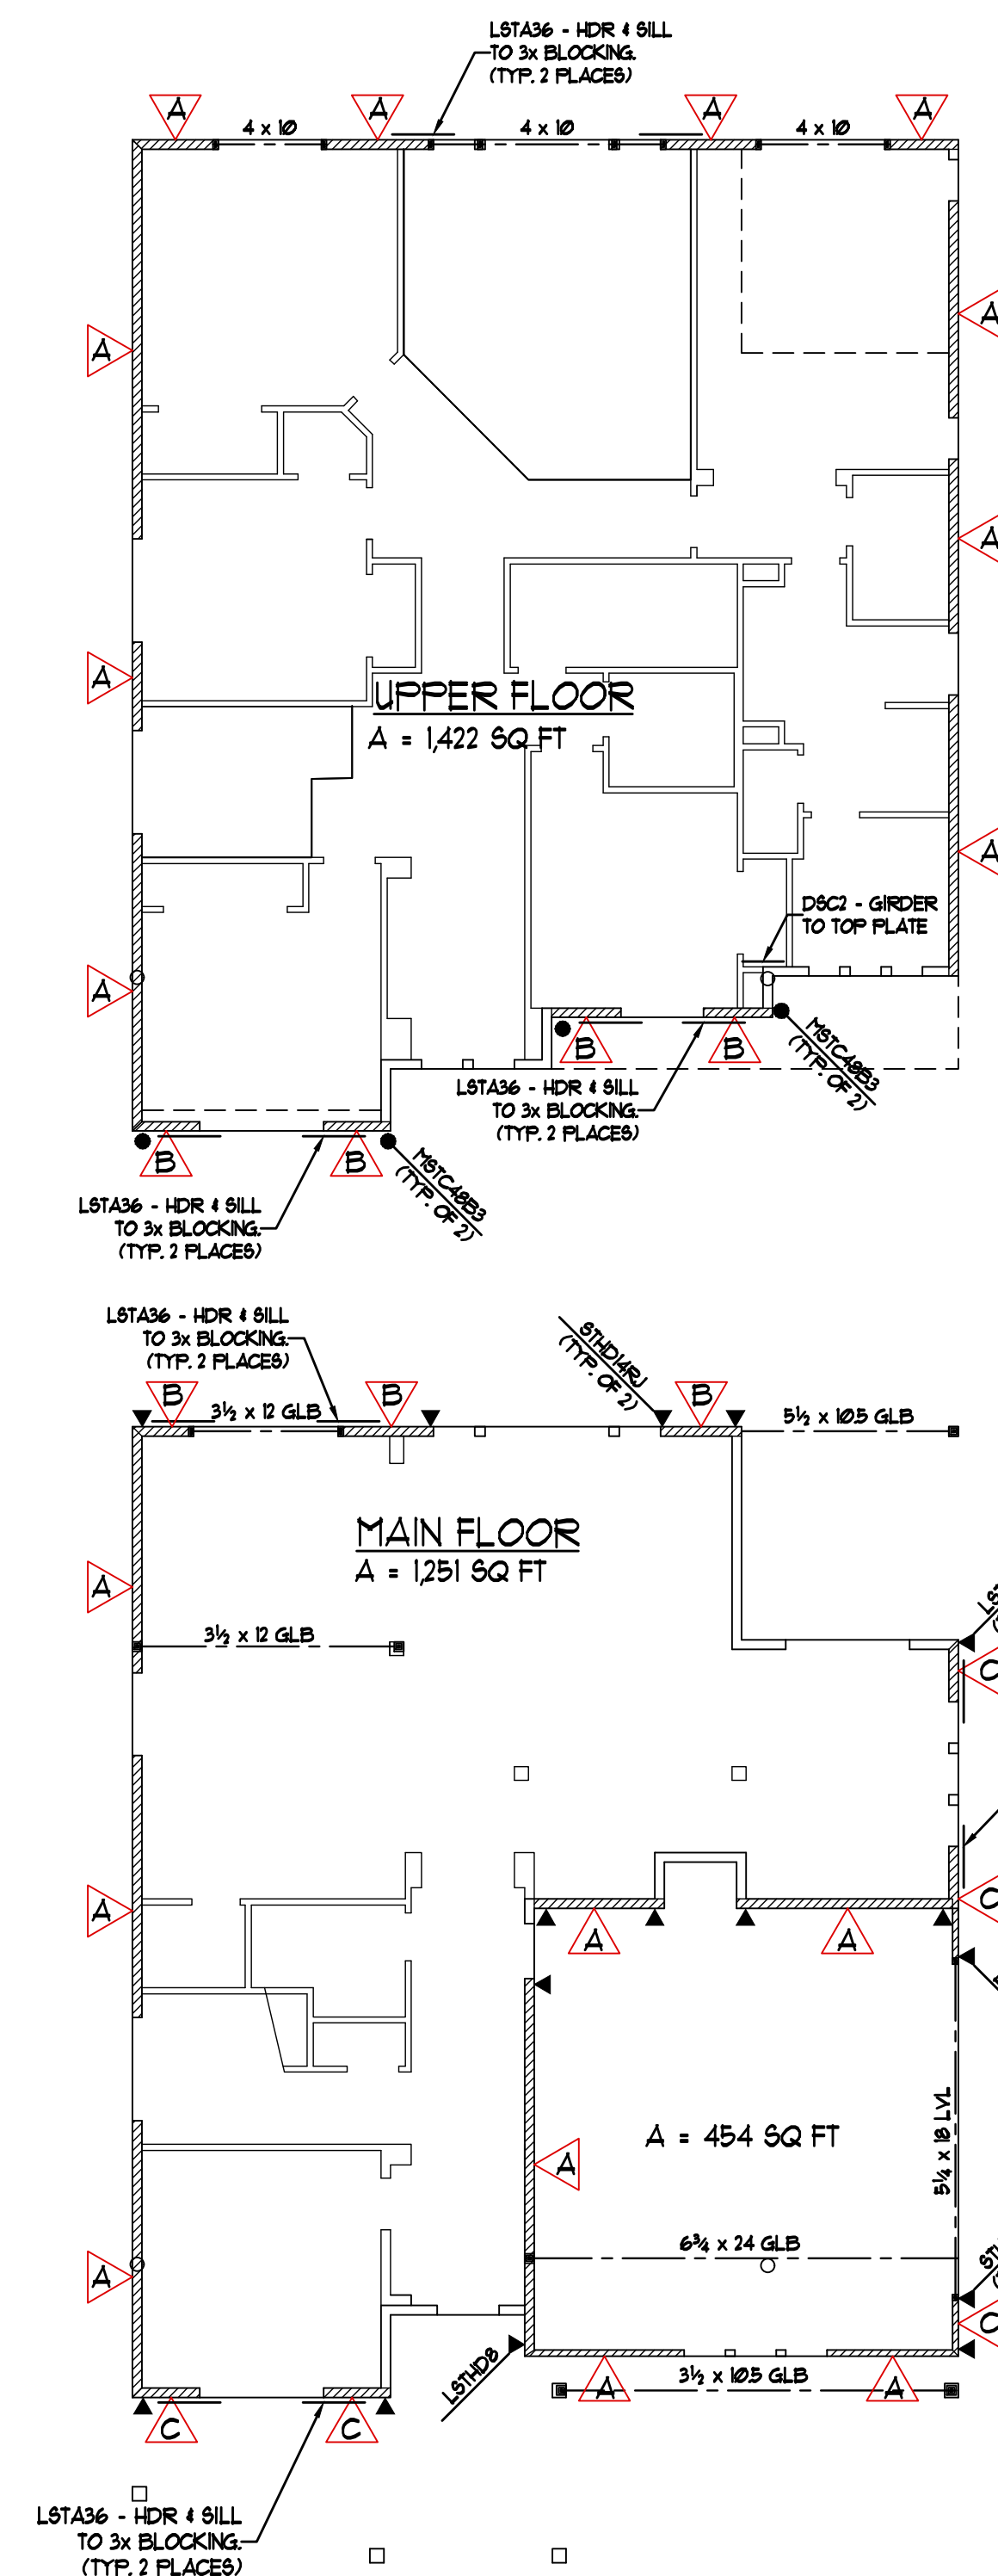 LSTA36 - HDR & SILL
TO 3x BLOCKING.
(TYP. 2 PLACES)
A
A
A
A
4 x 10
4 x 10
4 x 10
A
A
A
A
UPPER FLOOR
A = 1,422 SQ FT
A
A
DSC2 - GIRDER
TO TOP PLATE
B
B
MSTC48B3
(TYP. OF 2)
LSTA36 - HDR & SILL
TO 3x BLOCKING.
(TYP. 2 PLACES)
B
B
MSTC48B3
(TYP. OF 2)
LSTA36 - HDR & SILL
TO 3x BLOCKING.
(TYP. 2 PLACES)
LSTA36 - HDR & SILL
TO 3x BLOCKING.
(TYP. 2 PLACES)
STHD14RJ
(TYP. OF 2)
B
B
B
3½ x 12 GLB
5½ x 10.5 GLB
MAIN FLOOR
A = 1,251 SQ FT
A
3½ x 12 GLB
C
A
C
A
A
A = 454 SQ FT
5¼ x 18 LVL
A
6¾ x 24 GLB
A
C
LSTHD8
A
3½ x 10.5 GLB
A
C
C
LSTA36 - HDR & SILL
TO 3x BLOCKING.
(TYP. 2 PLACES)